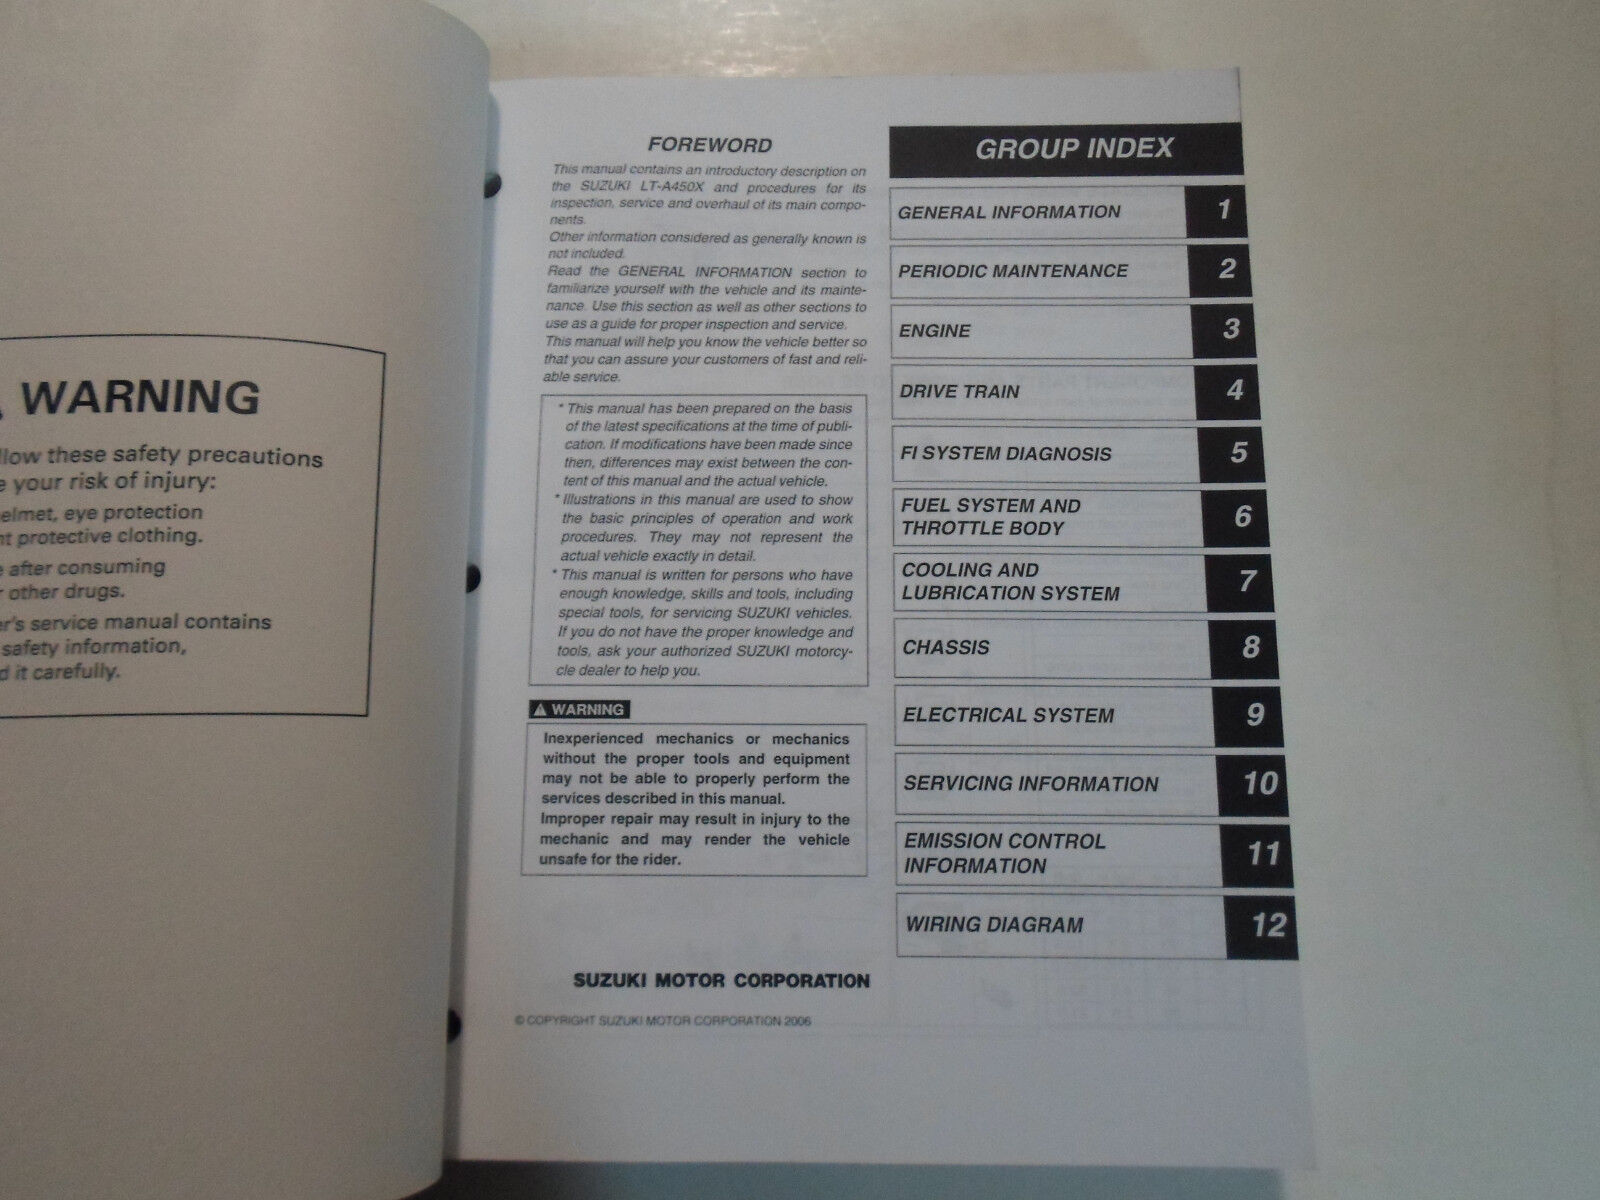 WARNING
these safety precautions
your risk of injury:
eye protection
protective clothing.
after consuming
other drugs.
service manual contains
safety information,
it carefully.
FOREWORD
This manual contains an introductory description on
the SUZUKI LT-A450X and procedures for its
inspection, service and overhaul of its main compo-
nents.
Other information considered as generally known is
not included.
Read the GENERAL INFORMATION section to
familiarize yourself with the vehicle and its mainte-
nance. Use this section as well as other sections to
use as a guide for proper inspection and service.
This manual will help you know the vehicle better so
that you can assure your customers of fast and reli-
able service.
* This manual has been prepared on the basis
of the latest specifications at the time of publi-
cation. If modifications have been made since
then, differences may exist between the con-
tent of this manual and the actual vehicle.
* Illustrations in this manual are used to show
the basic principles of operation and work
procedures. They may not represent the
actual vehicle exactly in detail.
* This manual is written for persons who have
enough knowledge, skills and tools, including
special tools, for servicing SUZUKI vehicles.
If you do not have the proper knowledge and
tools, ask your authorized SUZUKI motorcy-
cle dealer to help you.
WARNING
Inexperienced mechanics or mechanics
without the proper tools and equipment
may not be able to properly perform the
services described in this manual.
Improper repair may result in injury to the
mechanic and may render the vehicle
unsafe for the rider.
SUZUKI MOTOR CORPORATION
© COPYRIGHT SUZUKI MOTOR CORPORATION 2006
GROUP INDEX
GENERAL INFORMATION 1
PERIODIC MAINTENANCE 2
ENGINE 3
DRIVE TRAIN 4
FI SYSTEM DIAGNOSIS 5
FUEL SYSTEM AND
THROTTLE BODY 6
COOLING AND
LUBRICATION SYSTEM 7
CHASSIS 8
ELECTRICAL SYSTEM 9
SERVICING INFORMATION 10
EMISSION CONTROL
INFORMATION 11
WIRING DIAGRAM 12